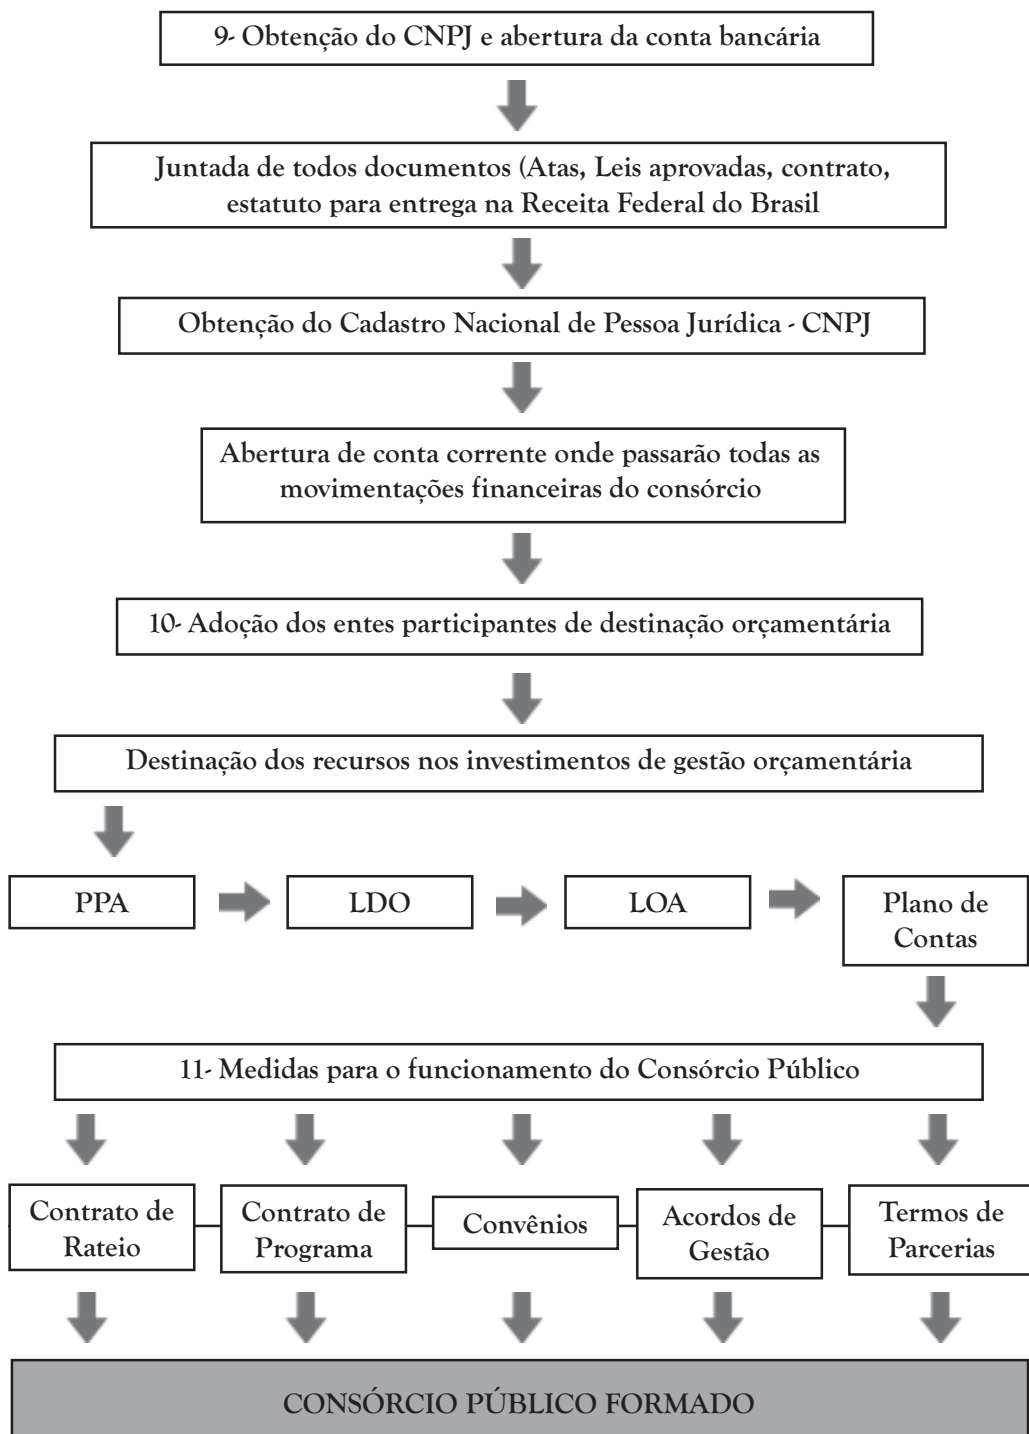 9- Obtenção do CNPJ e abertura da conta bancária
Juntada de todos documentos (Atas, Leis aprovadas, contrato,
estatuto para entrega na Receita Federal do Brasil
Obtenção do Cadastro Nacional de Pessoa Jurídica - CNPJ
Abertura de conta corrente onde passarão todas as
movimentações financeiras do consórcio
10- Adoção dos entes participantes de destinação orçamentária
Destinação dos recursos nos investimentos de gestão orçamentária
PPA
LDO
LOA
Plano de
Contas
11- Medidas para o funcionamento do Consórcio Público
Contrato de
Rateio
Contrato de
Programa
Convênios
Acordos de
Gestão
Termos de
Parcerias
CONSÓRCIO PÚBLICO FORMADO